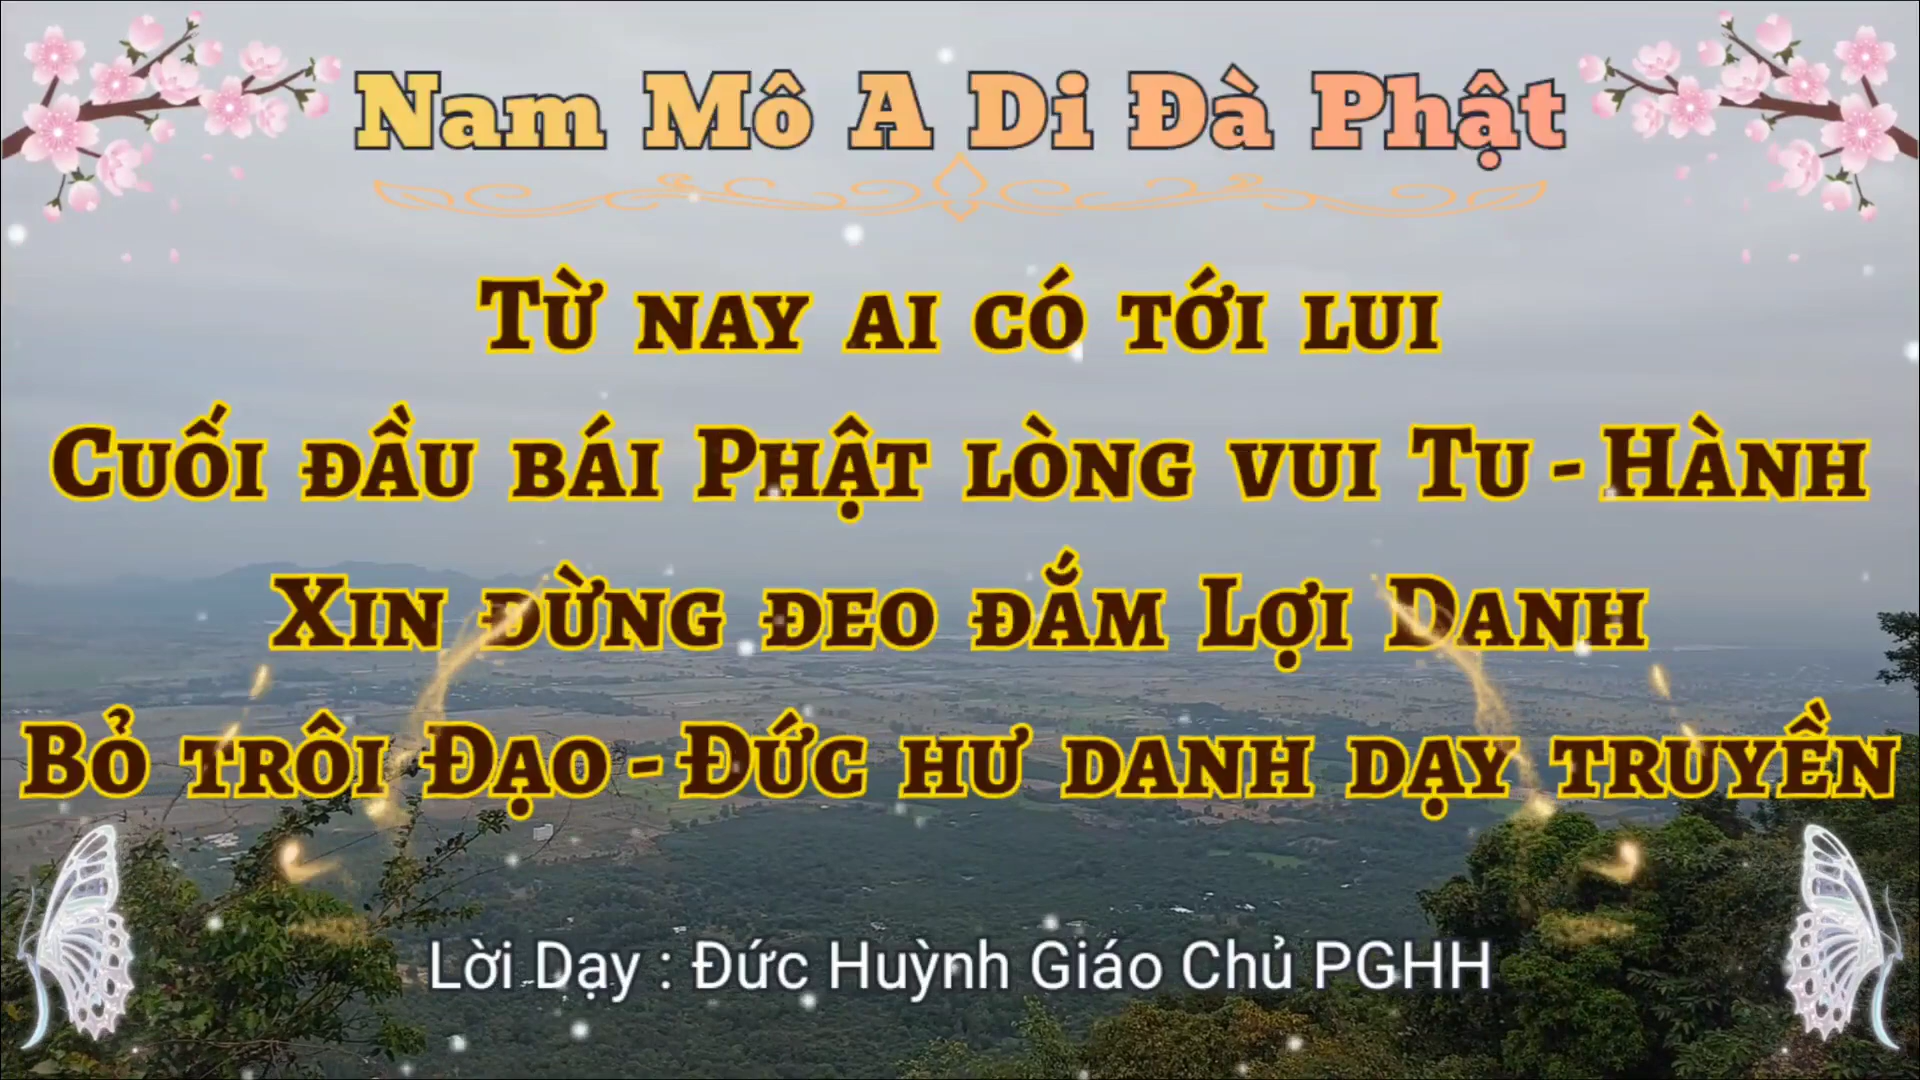 Nam Mô A Di Đà Phật
Từ nay ai có tới lui
Cuối đầu bái Phật lòng vui Tu - Hành
Xin đừng đeo đắm Lợi Danh
Bỏ trôi Đạo - Đức hư danh dạy truyền
Lời Dạy : Đức Huỳnh Giáo Chủ PGHH